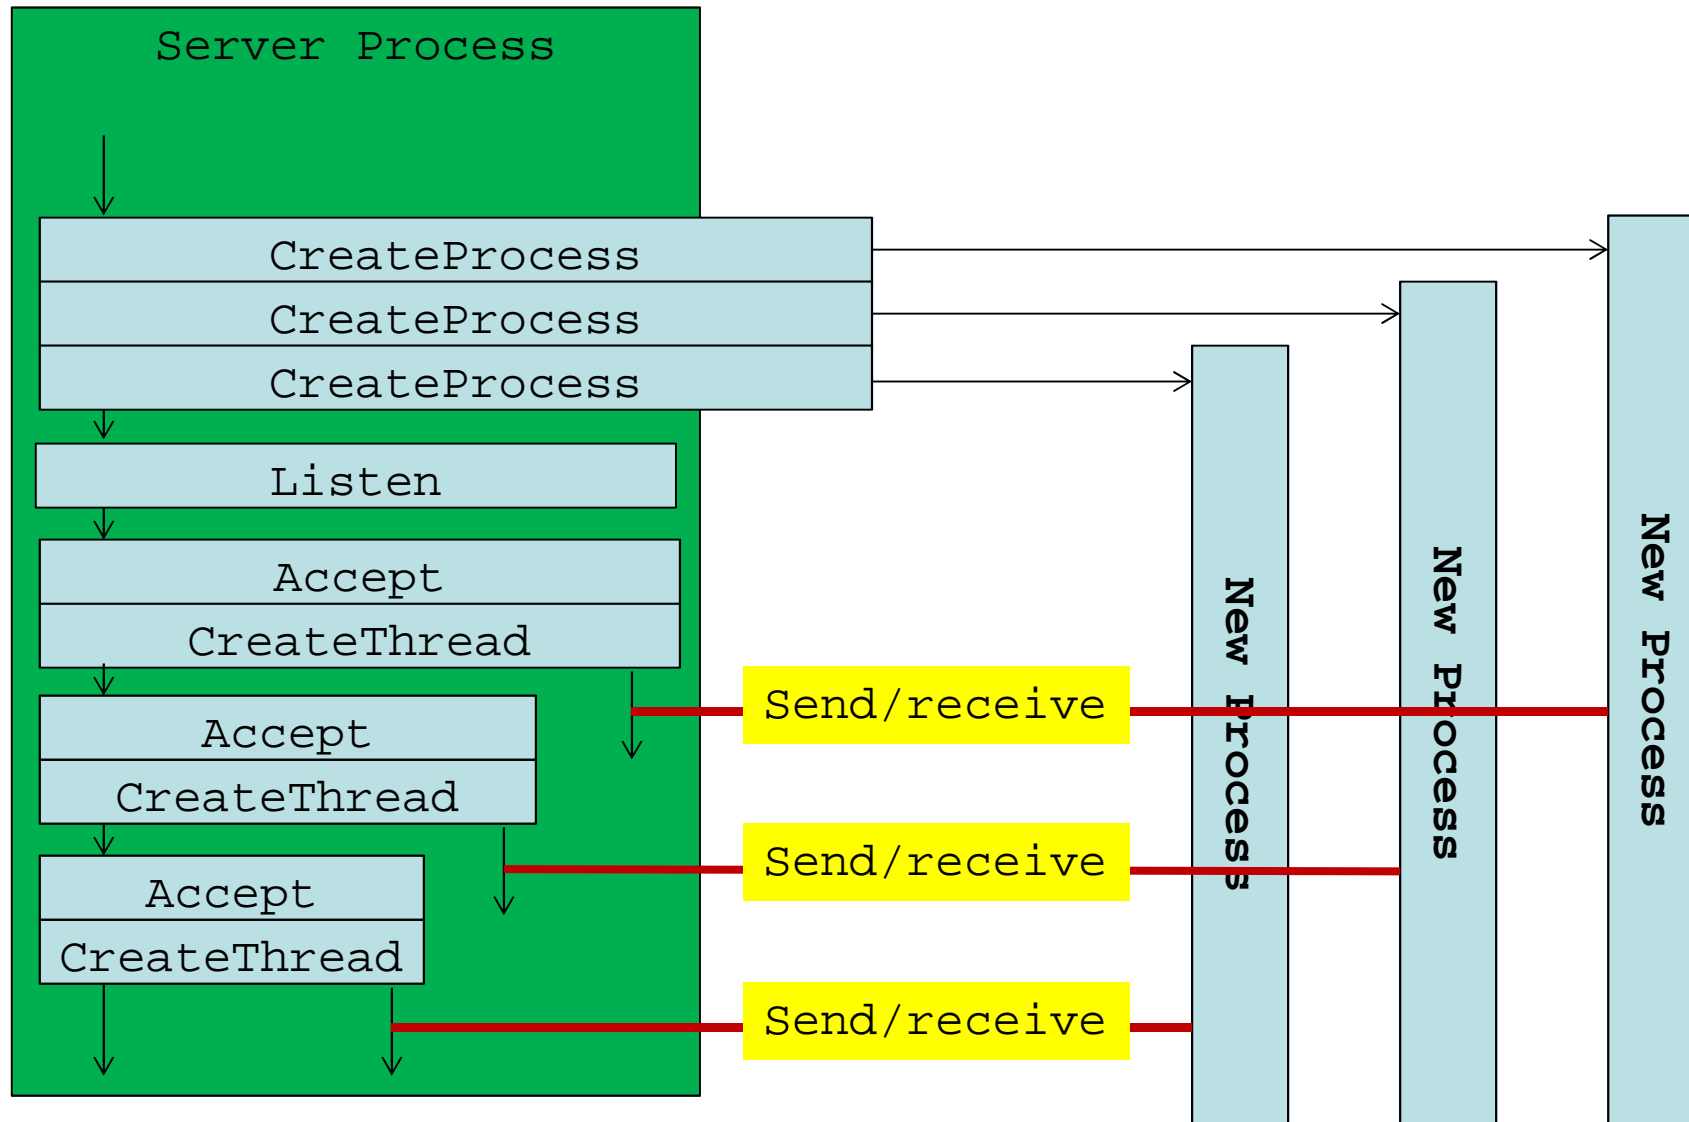 Server Process
CreateProcess
CreateProcess
CreateProcess
Listen
Accept
CreateThread
Accept
CreateThread
Accept
CreateThread
Send/receive
Send/receive
Send/receive
New Process
New Process
New Process